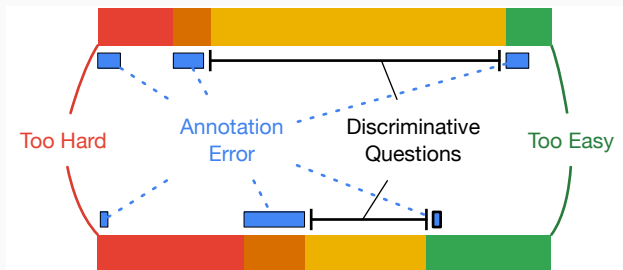 Too Hard
Annotation
Error
Discriminative
Questions
Too Easy